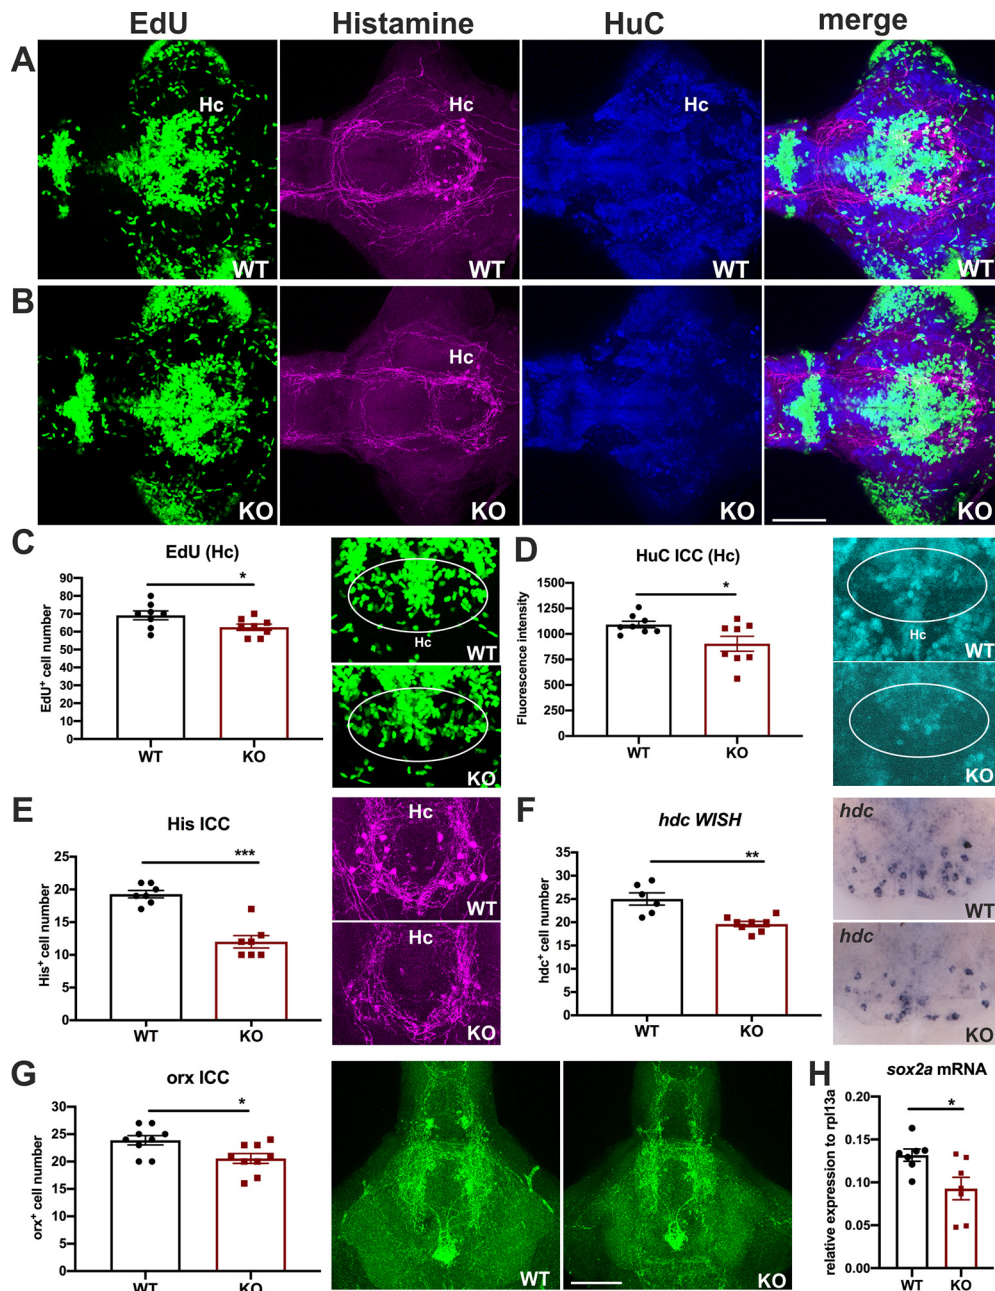 EdU Histamine HuC merge
A
Hc Hc Hc
WT WT WT WT
B
Hc
KO KO KO KO
C
EdU (Hc)
*
90
80
70
60
50
40
30
20
10
0
EdU⁺ cell number
WT KO
Hc
WT
KO
D
HuC ICC (Hc)
*
1500
1250
1000
750
500
250
0
Fluorescence intensity
WT KO
Hc
WT
KO
E
His ICC
***
25
20
15
10
5
0
His⁺ cell number
WT KO
Hc
WT
Hc
KO
F
hdc WISH
**
35
30
25
20
15
10
5
0
hdc⁺ cell number
WT KO
hdc
WT
hdc
KO
G
orx ICC
*
30
25
20
15
10
5
0
orx⁺ cell number
WT KO
WT
KO
H
sox2a mRNA
*
0.20
0.15
0.10
0.05
0.00
relative expression to rpl13a
WT KO